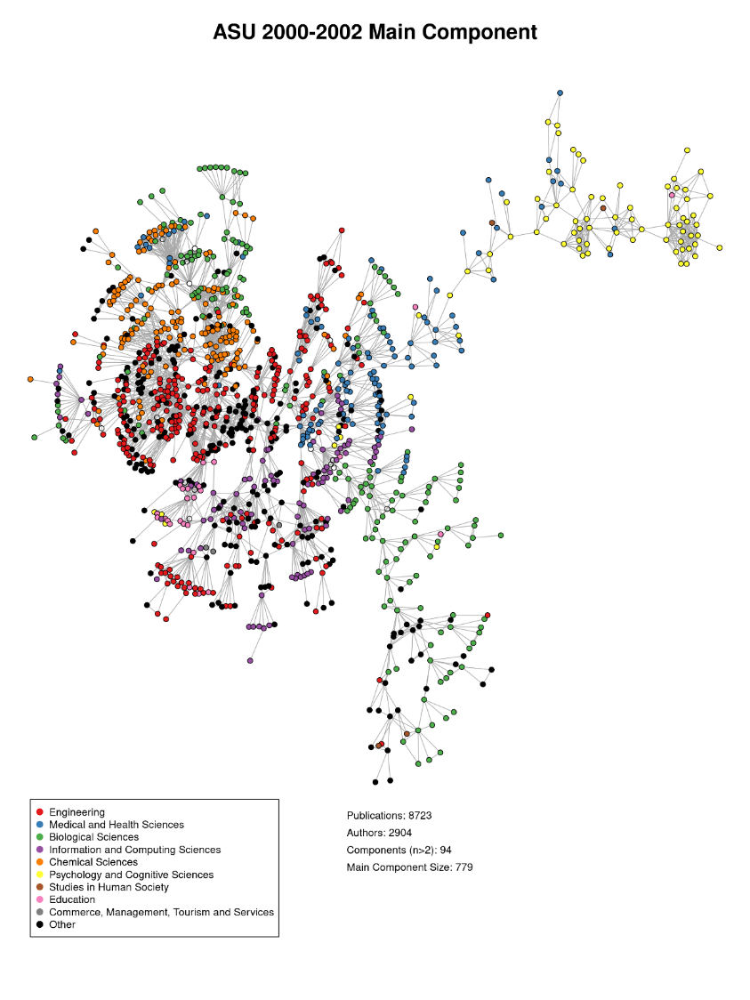 ASU 2000-2002 Main Component
Engineering
Medical and Health Sciences
Biological Sciences
Information and Computing Sciences
Chemical Sciences
Psychology and Cognitive Sciences
Studies in Human Society
Education
Commerce, Management, Tourism and Services
Other
Publications: 8723
Authors: 2904
Components (n>2): 94
Main Component Size: 779